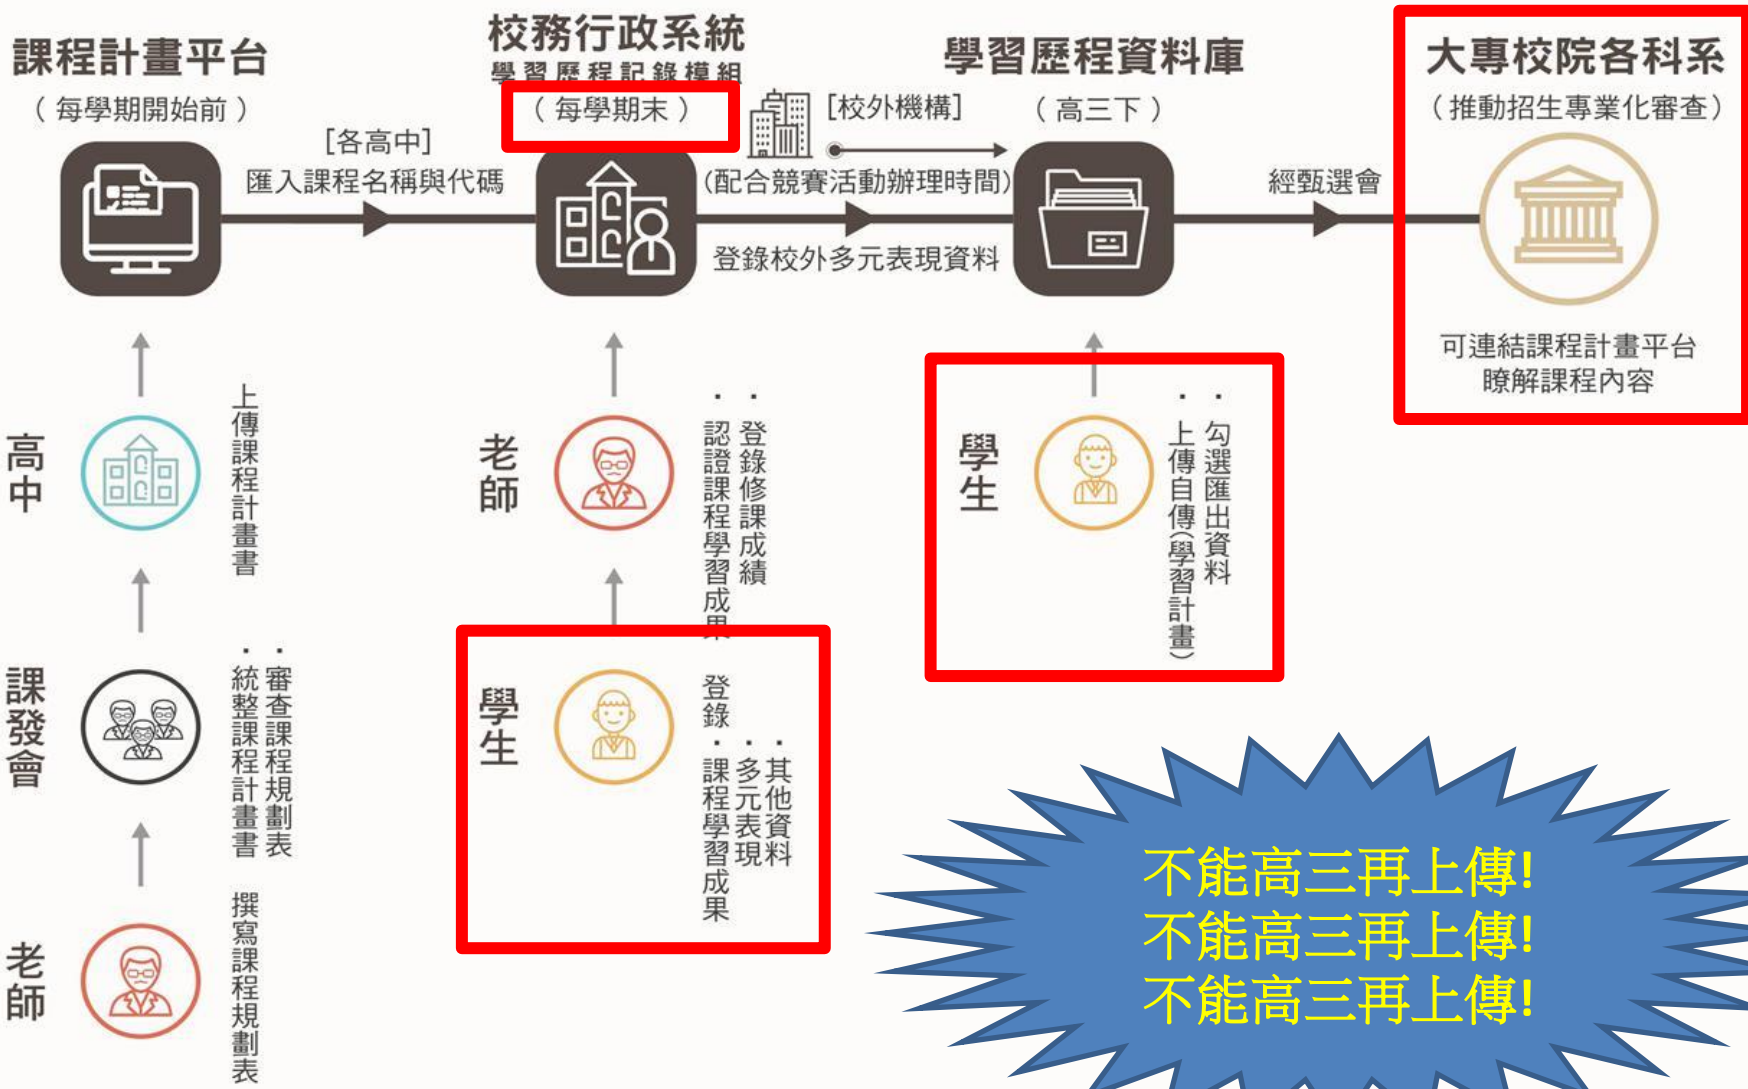 課程計畫平台
（每學期開始前）
[各高中]
匯入課程名稱與代碼
校務行政系統
學習歷程記錄模組
（每學期末）
[校外機構]
(配合競賽活動辦理時間)
登錄校外多元表現資料
學習歷程資料庫
（高三下）
經甄選會
大專校院各科系
（推動招生專業化審查）
可連結課程計畫平台
瞭解課程內容
高中
上傳課程計畫書
課發會
・審查課程規劃表
・統整課程計畫書
老師
撰寫課程規劃表
老師
・登錄修課成績
・認證課程學習成果
學生
登錄
・其他資料
・多元表現
・課程學習成果
學生
・勾選匯出資料
・上傳自傳(學習計畫)
不能高三再上傳!
不能高三再上傳!
不能高三再上傳!